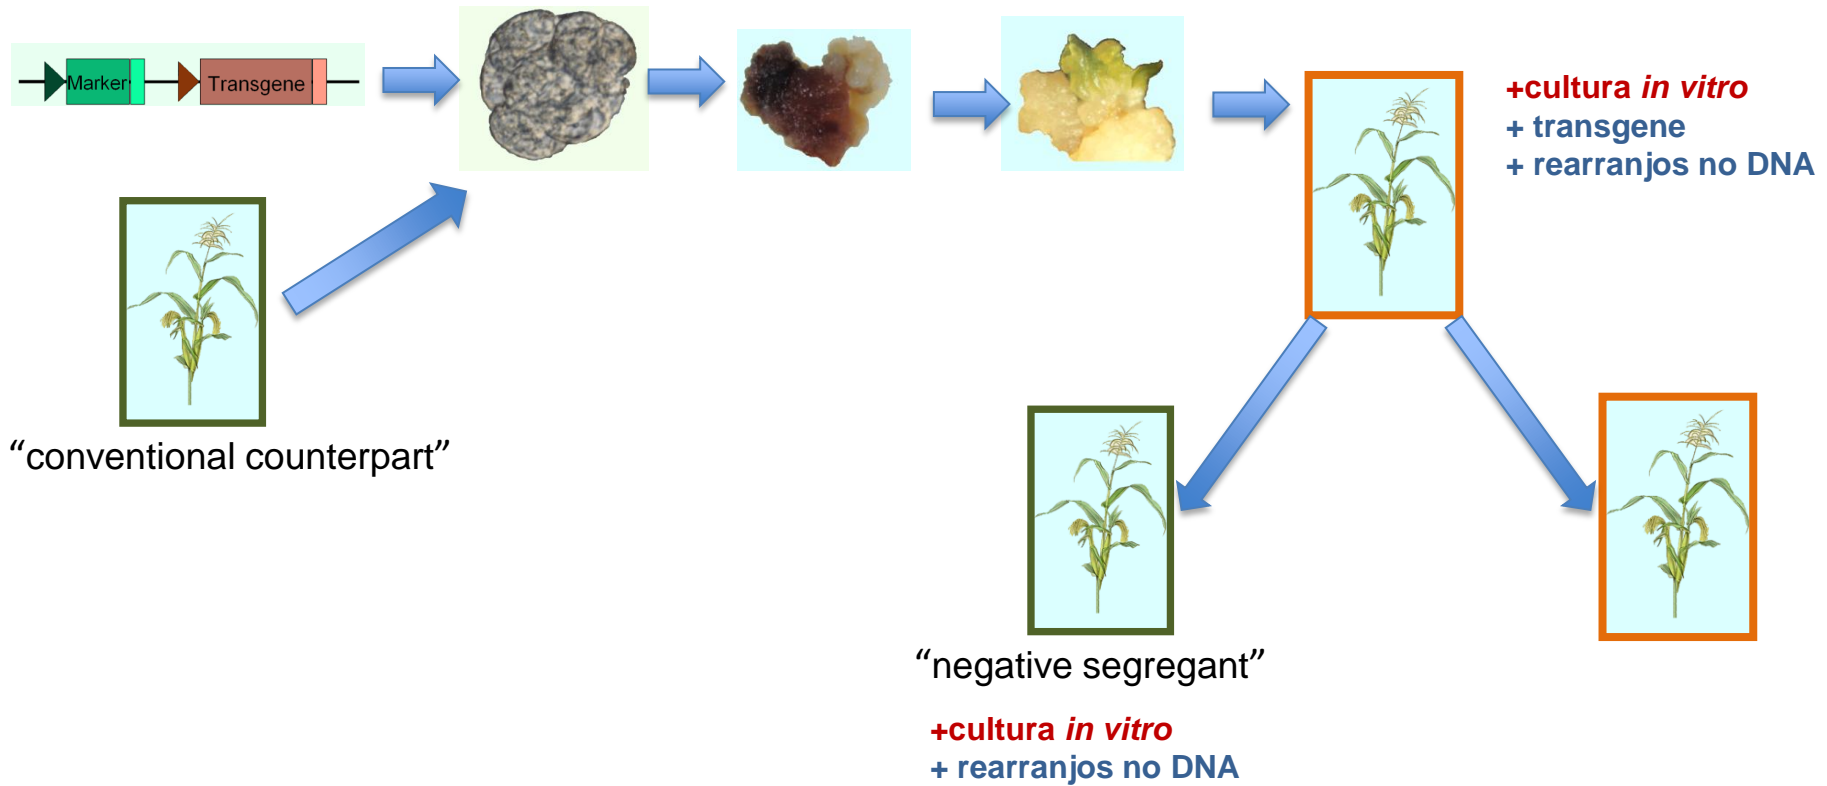 Marker
Transgene
+cultura in vitro
+ transgene
+ rearranjos no DNA
“conventional counterpart”
“negative segregant”
+cultura in vitro
+ rearranjos no DNA